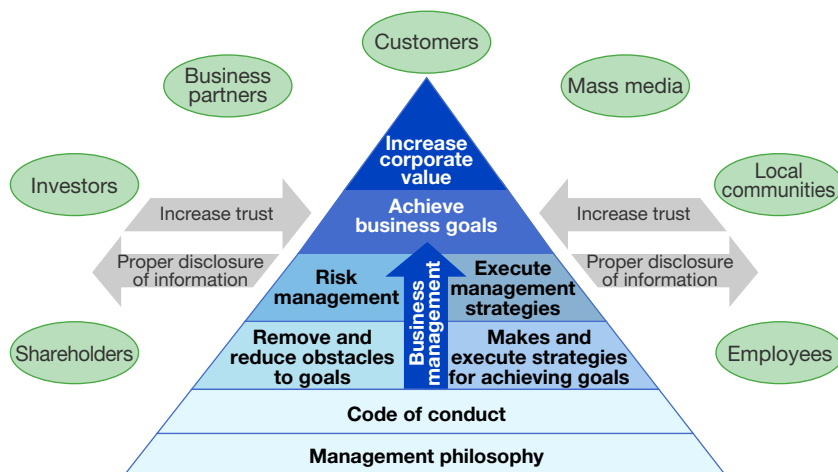 Customers
Business
partners
Mass media
Increase
corporate
value
Investors
Local
communities
Increase trust
Achieve
business goals
Increase trust
Proper disclosure
of information
Risk
management
Execute
management
strategies
Proper disclosure
of information
Business
management
Shareholders
Remove and
reduce obstacles
to goals
Makes and
execute strategies
for achieving goals
Employees
Code of conduct
Management philosophy